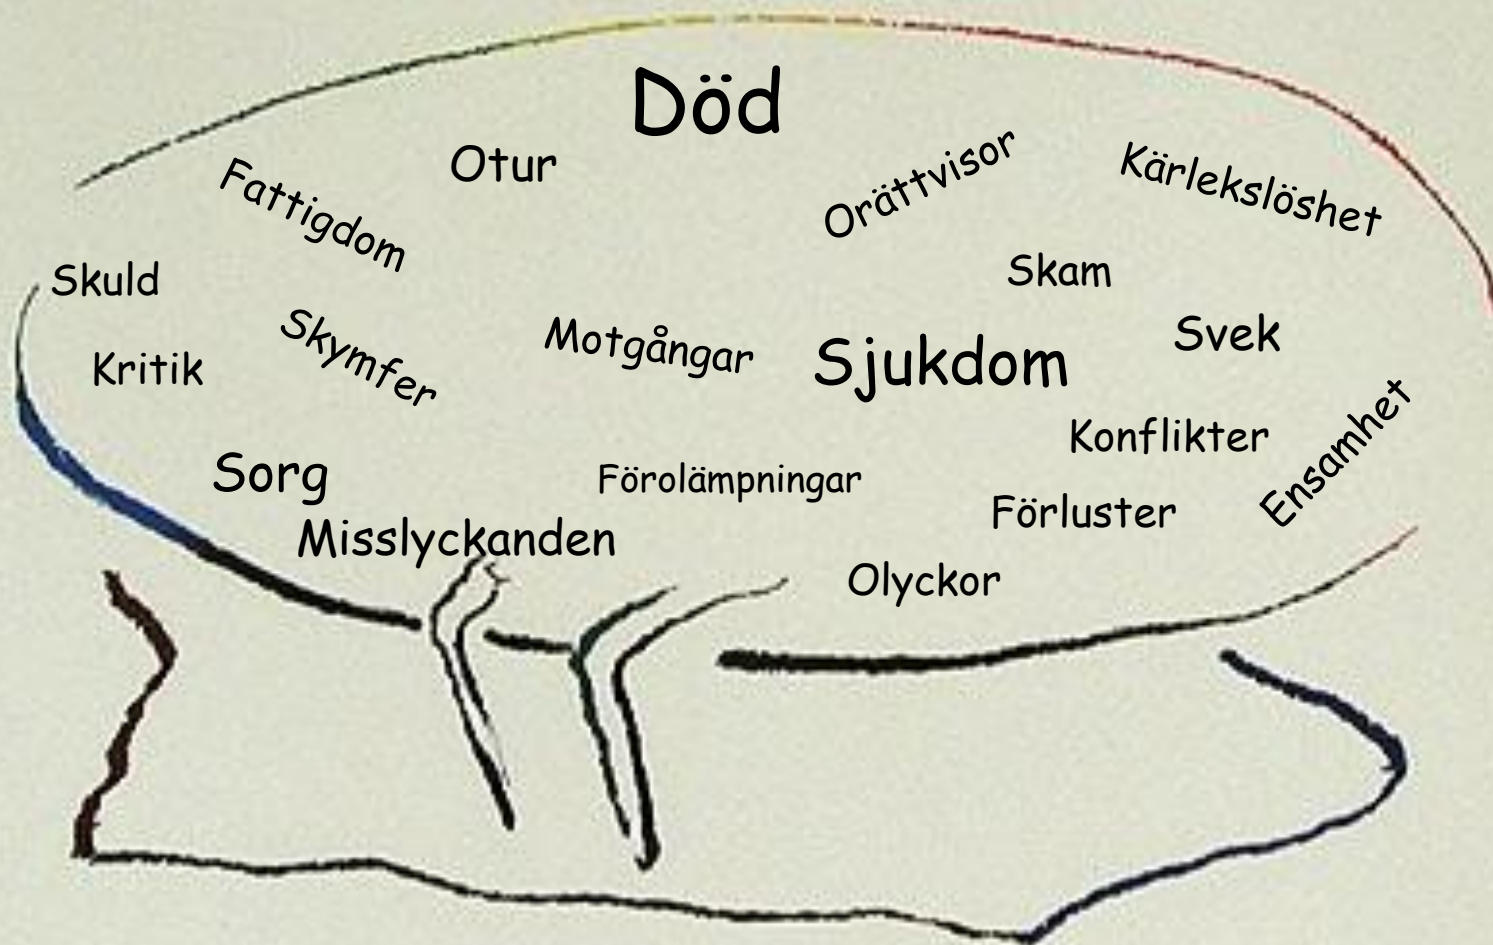 Död
Otur
Fattigdom
Orättvisor
Kärlekslöshet
Skuld
Skam
Skymfer
Motgångar
Svek
Kritik
Sjukdom
Konflikter
Ensamhet
Sorg
Förolämpningar
Förluster
Misslyckanden
Olyckor